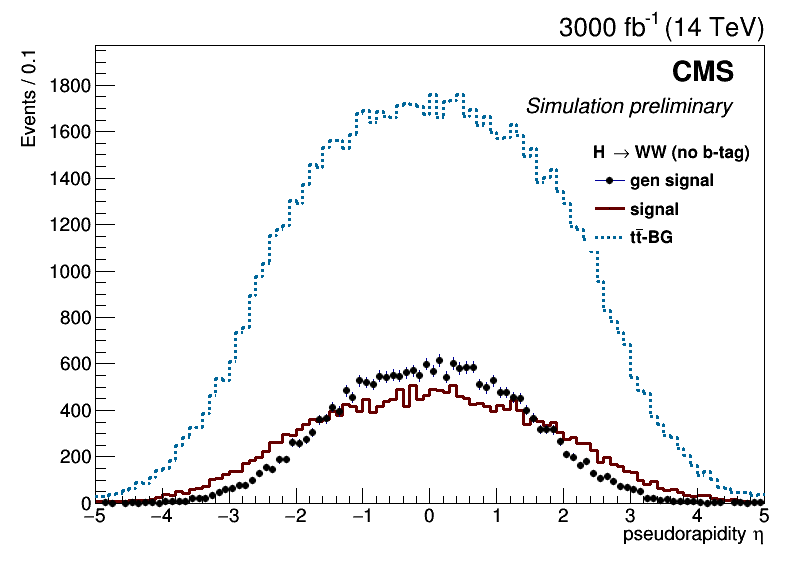 3000 fb⁻¹ (14 TeV)
Events / 0.1
CMS
Simulation preliminary
H → WW (no b-tag)
gen signal
signal
tt̄-BG
1800
1600
1400
1200
1000
800
600
400
200
0
−5 −4 −3 −2 −1 0 1 2 3 4 5
pseudorapidity η